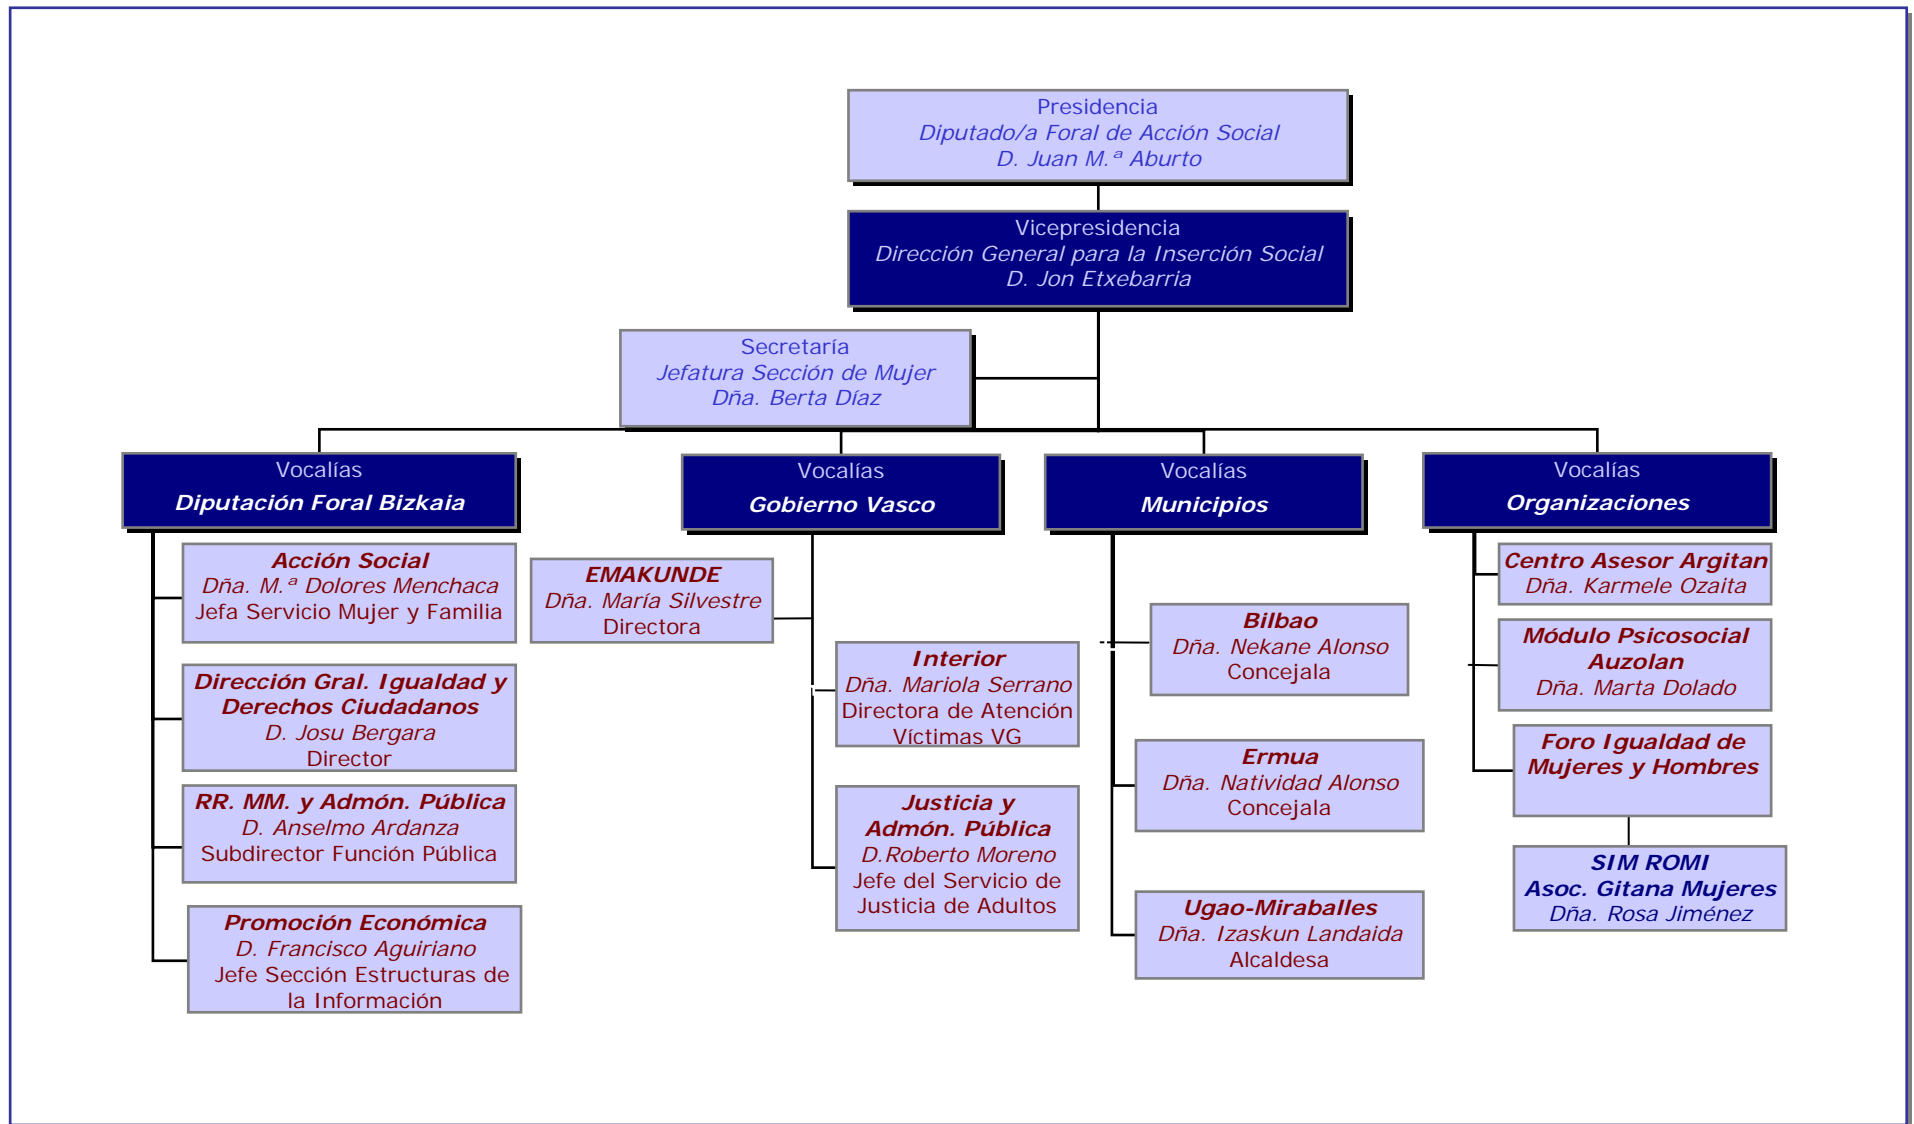 Presidencia
Diputado/a Foral de Acción Social
D. Juan M.ª Aburto
Vicepresidencia
Dirección General para la Inserción Social
D. Jon Etxebarria
Secretaría
Jefatura Sección de Mujer
Dña. Berta Díaz
Vocalías
Diputación Foral Bizkaia
Acción Social
Dña. M.ª Dolores Menchaca
Jefa Servicio Mujer y Familia
Dirección Gral. Igualdad y
Derechos Ciudadanos
D. Josu Bergara
Director
RR. MM. y Admón. Pública
D. Anselmo Ardanza
Subdirector Función Pública
Promoción Económica
D. Francisco Aguiriano
Jefe Sección Estructuras de
la Información
Vocalías
Gobierno Vasco
EMAKUNDE
Dña. María Silvestre
Directora
Interior
Dña. Mariola Serrano
Directora de Atención
Víctimas VG
Justicia y
Admón. Pública
D.Roberto Moreno
Jefe del Servicio de
Justicia de Adultos
Vocalías
Municipios
Bilbao
Dña. Nekane Alonso
Concejala
Ermua
Dña. Natividad Alonso
Concejala
Ugao-Miraballes
Dña. Izaskun Landaida
Alcaldesa
Vocalías
Organizaciones
Centro Asesor Argitan
Dña. Karmele Ozaita
Módulo Psicosocial
Auzolan
Dña. Marta Dolado
Foro Igualdad de
Mujeres y Hombres
SIM ROMI
Asoc. Gitana Mujeres
Dña. Rosa Jiménez